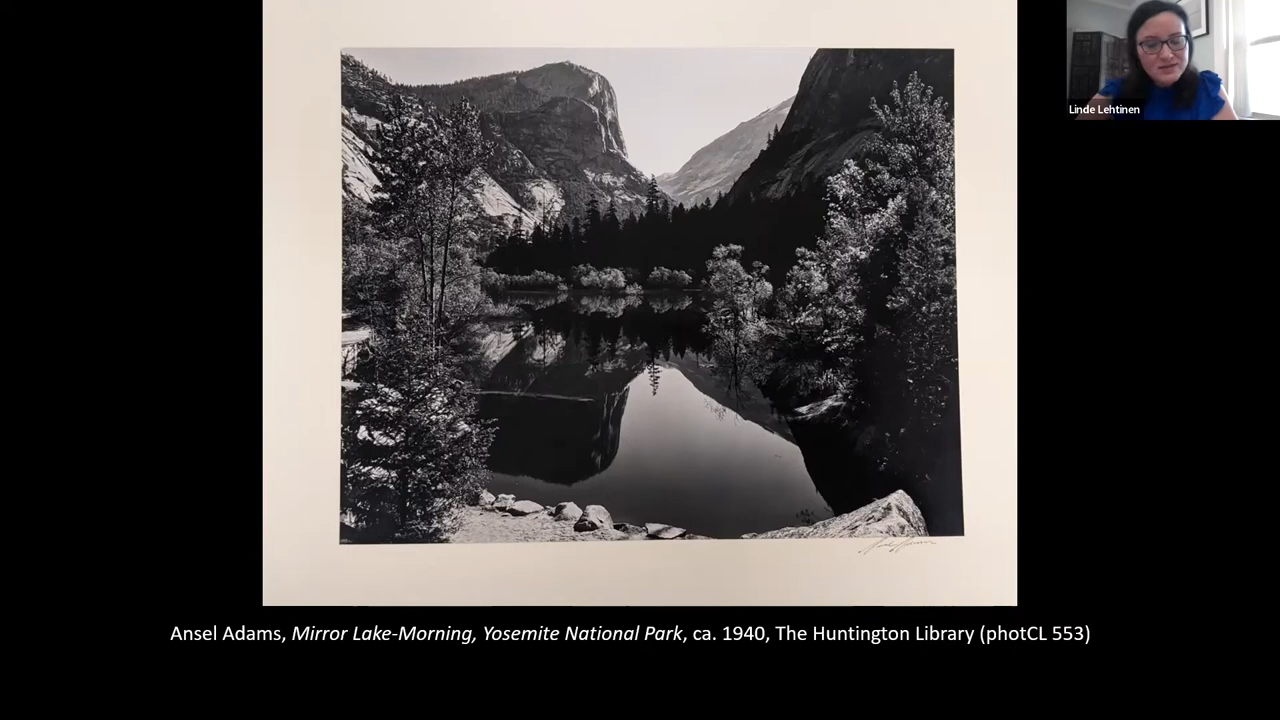 Linde Lehtinen
Ansel Adams, Mirror Lake-Morning, Yosemite National Park, ca. 1940, The Huntington Library (photCL 553)